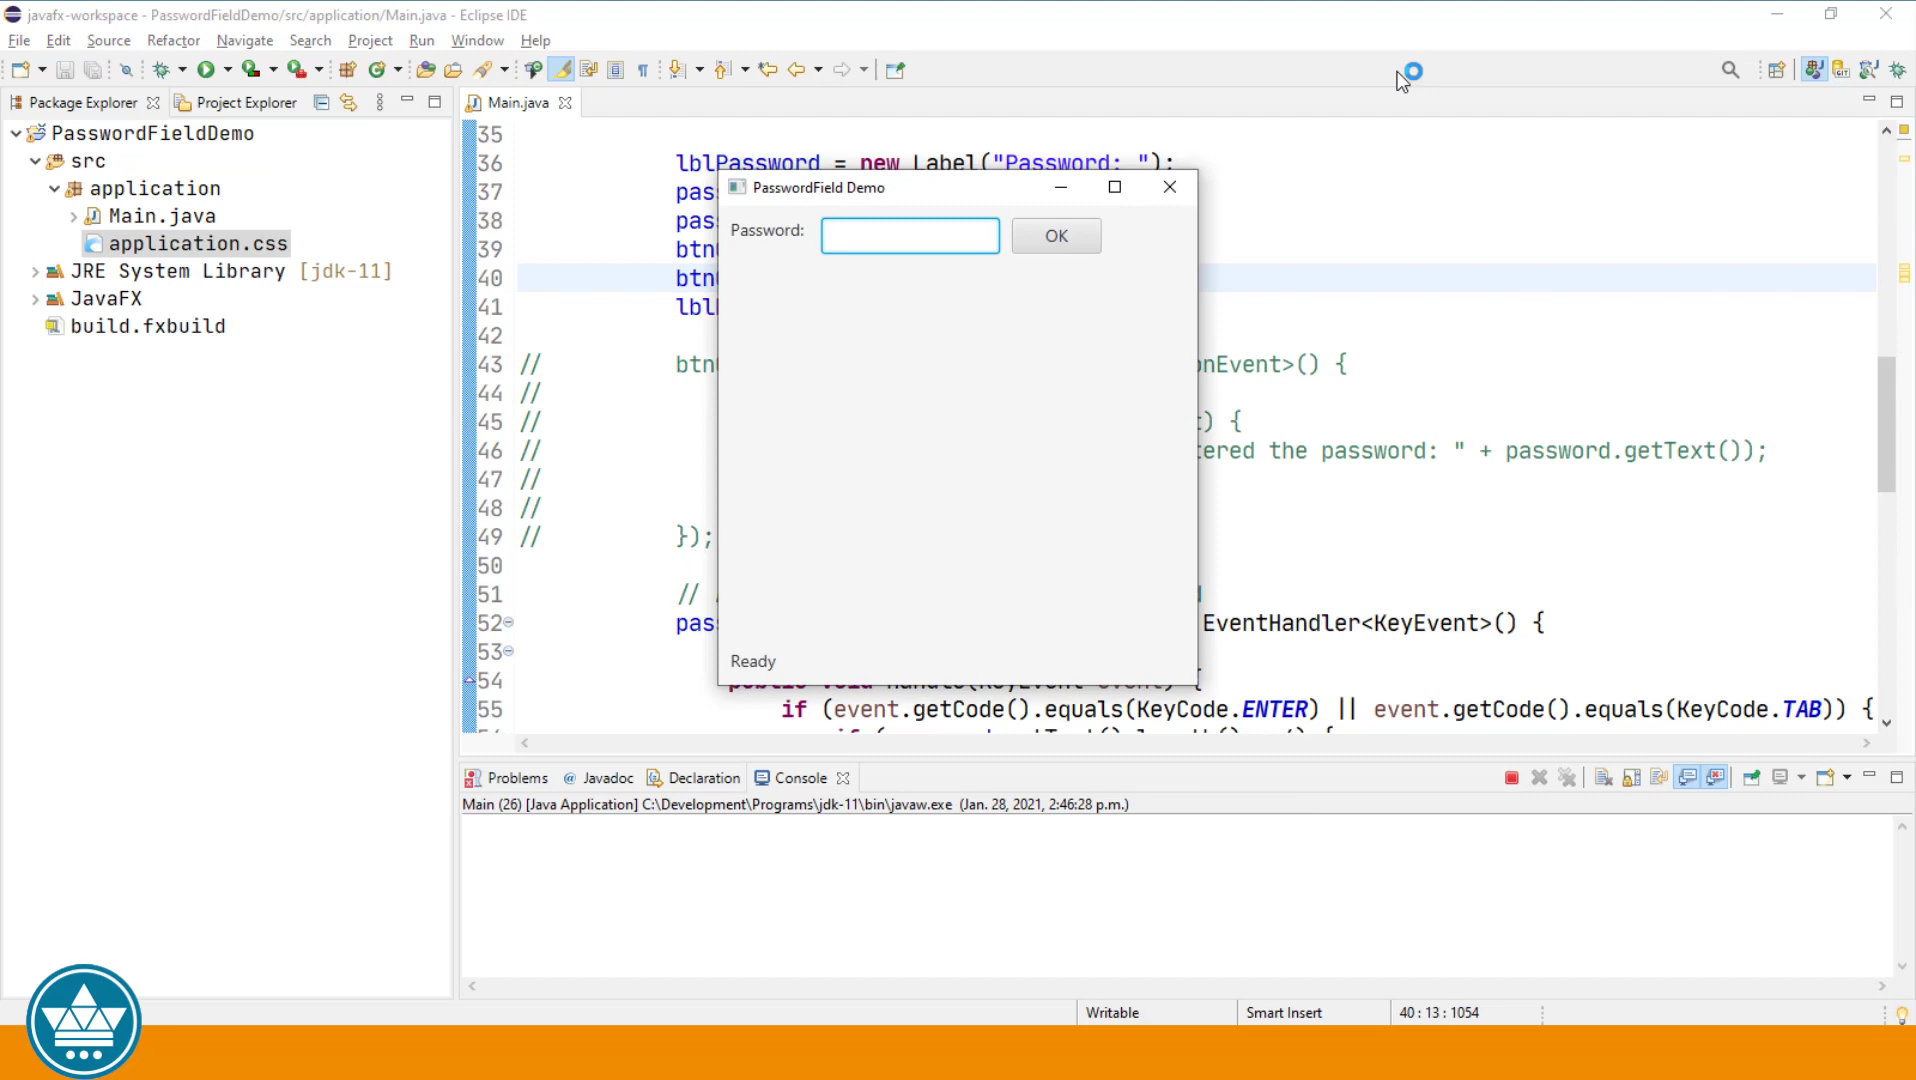 javafx-workspace - PasswordFieldDemo/src/application/Main.java - Eclipse IDE
File Edit Source Refactor Navigate Search Project Run Window Help
Package Explorer Project Explorer
Main.java
PasswordFieldDemo
src
application
Main.java
application.css
JRE System Library [jdk-11]
JavaFX
build.fxbuild
35
36 lblPassword = new Label("Password: ");
37 pas
38 pas
39 btn
40 btn
41 lbl
42
43 // btn onEvent>() {
44 //
45 // ) {
46 // tered the password: " + password.getText());
47 //
48 //
49 // });
50
51 //
52 pas EventHandler<KeyEvent>() {
53
54
55 if (event.getCode().equals(KeyCode.ENTER) || event.getCode().equals(KeyCode.TAB)) {
PasswordField Demo
Password: OK
Ready
Problems @ Javadoc Declaration Console
Main (26) [Java Application] C:\Development\Programs\jdk-11\bin\javaw.exe (Jan. 28, 2021, 2:46:28 p.m.)
Writable Smart Insert 40 : 13 : 1054